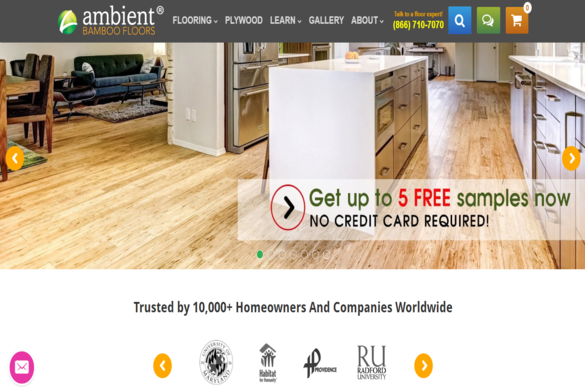 ambient®
BAMBOO FLOORS
FLOORING PLYWOOD LEARN GALLERY ABOUT
Talk to a floor expert!
(866) 710-7070
0
Get up to 5 FREE samples now
NO CREDIT CARD REQUIRED!
Trusted by 10,000+ Homeowners And Companies Worldwide
UNIVERSITY OF MARYLAND
Habitat
for Humanity
PROVIDENCE
RU
RADFORD
UNIVERSITY